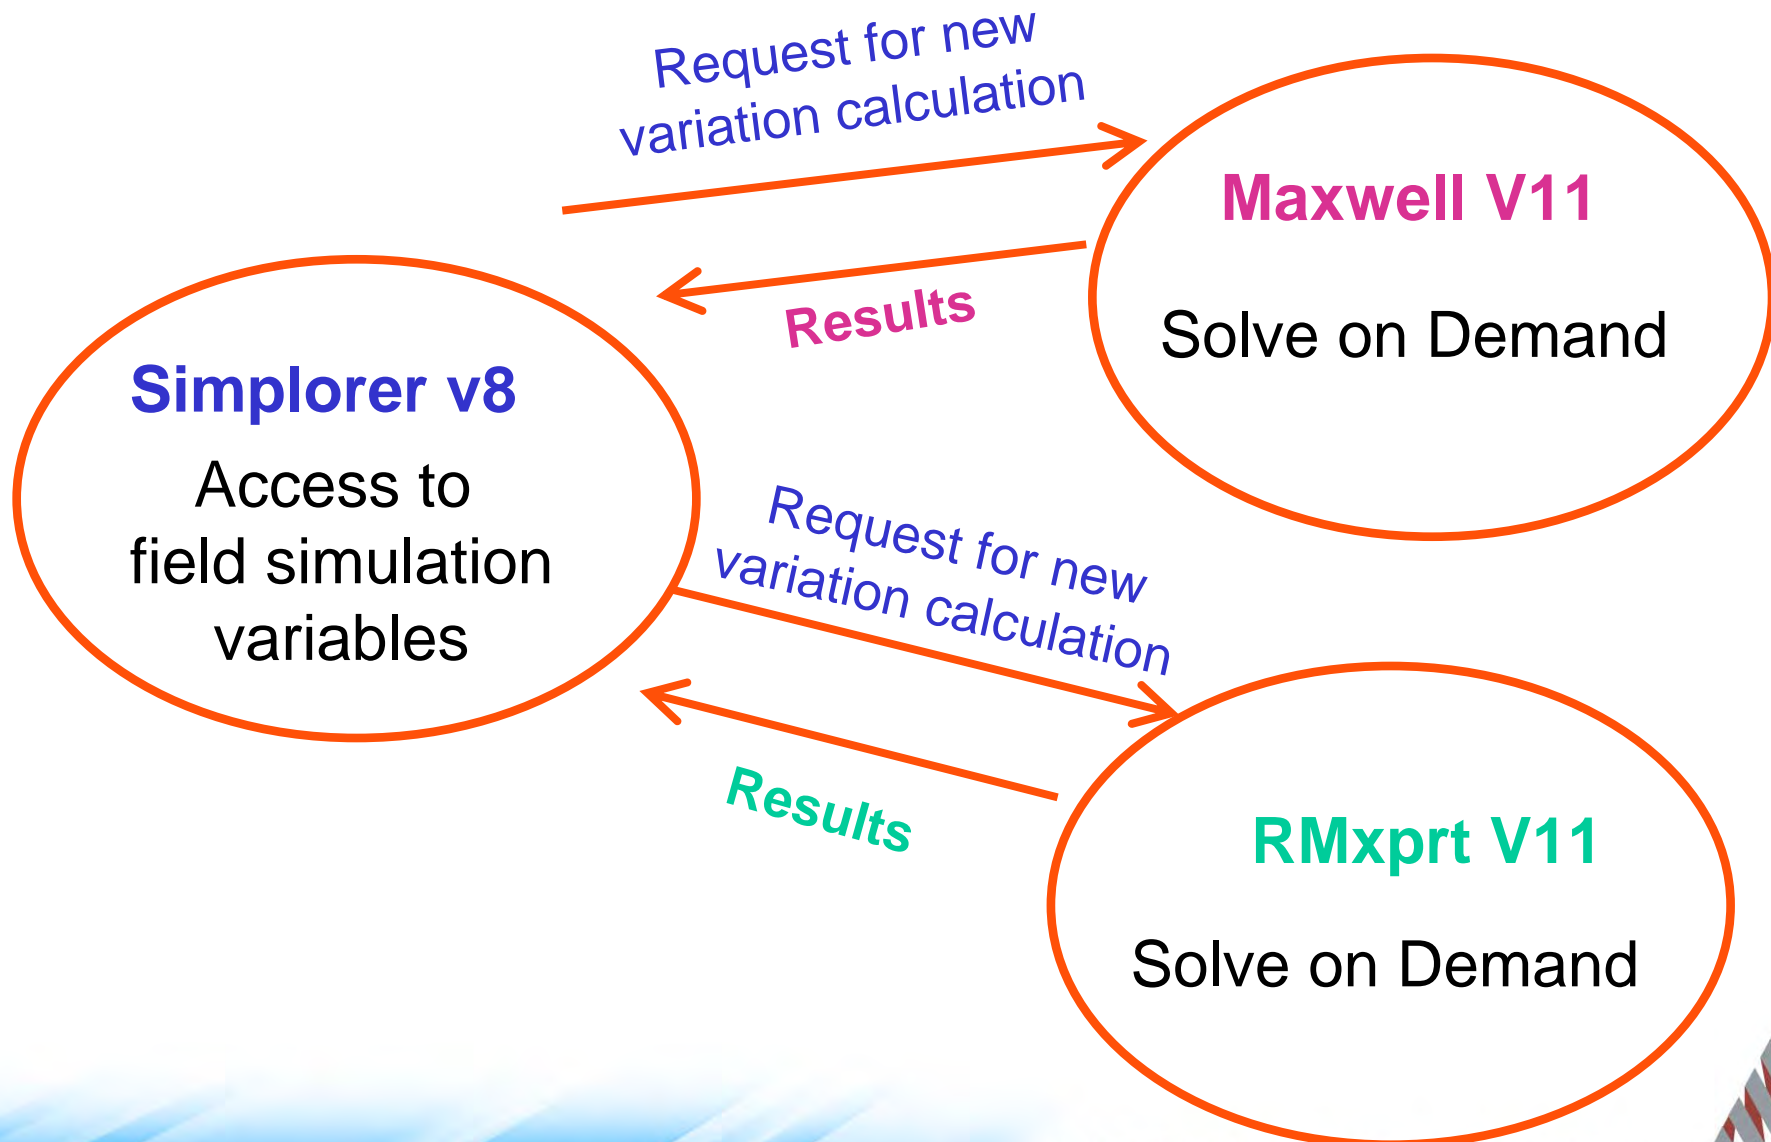 Request for new
variation calculation
Maxwell V11
Solve on Demand
Results
Simplorer v8
Access to
field simulation
variables
Request for new
variation calculation
Results
RMxprt V11
Solve on Demand